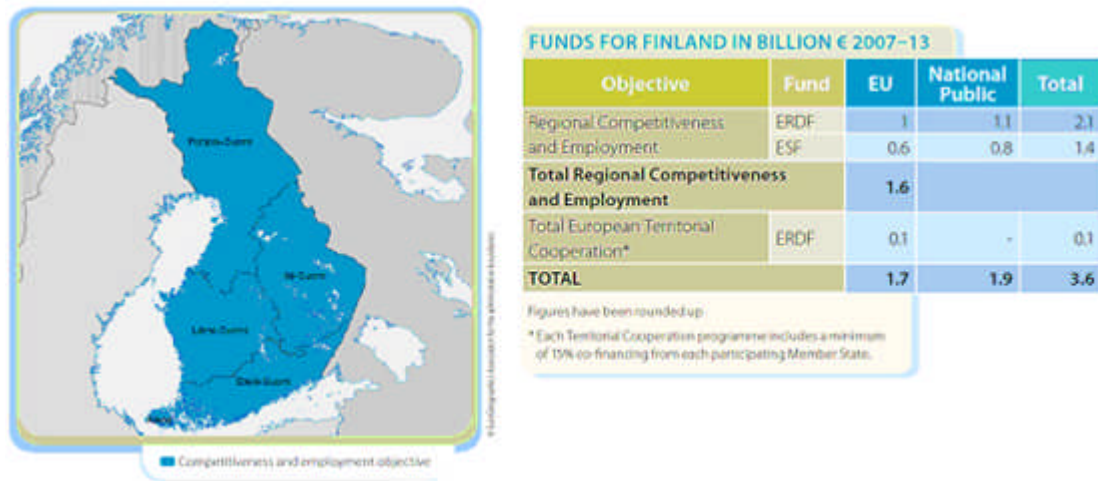 Pohjois-Suomi
Itä-Suomi
Länsi-Suomi
Etelä-Suomi
Competitiveness and employment objective
FUNDS FOR FINLAND IN BILLION € 2007–13
Objective Fund EU National Public Total
Regional Competitiveness and Employment ERDF 1 1.1 2.1
ESF 0.6 0.8 1.4
Total Regional Competitiveness and Employment 1.6
Total European Territorial Cooperation* ERDF 0.1 - 0.1
TOTAL 1.7 1.9 3.6
Figures have been rounded up
* Each Territorial Cooperation programme includes a minimum
of 15% co-financing from each participating Member State.